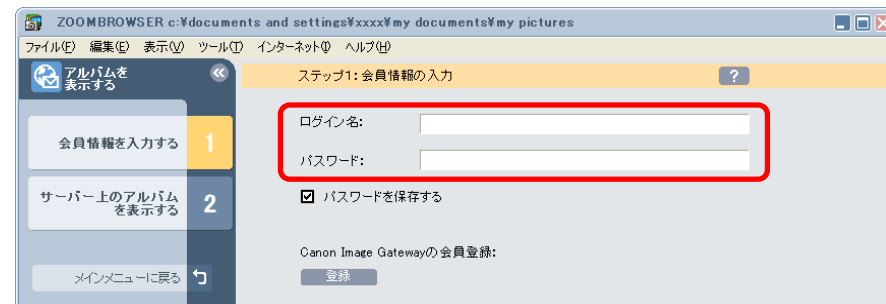 ZOOMBROWSER c:¥documents and settings¥xxxx¥my documents¥my pictures
ファイル(F) 編集(E) 表示(V) ツール(T) インターネット(I) ヘルプ(H)
アルバムを
表示する
ステップ1: 会員情報の入力
?
会員情報を入力する 1
ログイン名:
パスワード:
サーバー上のアルバム
を表示する 2
パスワードを保存する
Canon Image Gatewayの会員登録:
登録
メインメニューに戻る